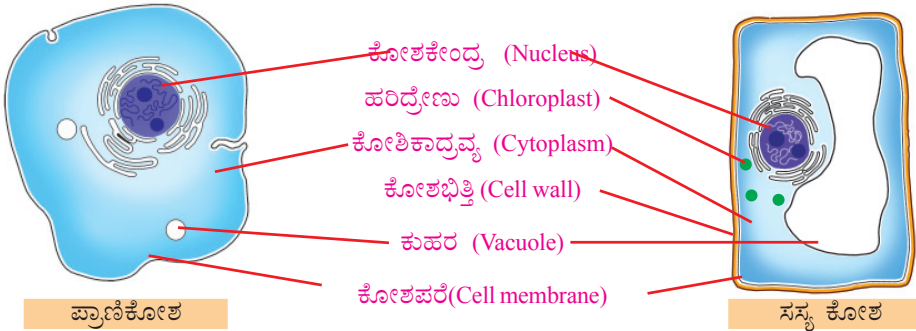 ಕೋಶಕೇಂದ್ರ (Nucleus)
ಹರಿದ್ರೇಣು (Chloroplast)
ಕೋಶಿಕಾದ್ರವ್ಯ (Cytoplasm)
ಕೋಶಭಿತ್ತಿ (Cell wall)
ಕುಹರ (Vacuole)
ಕೋಶಪರೆ(Cell membrane)
ಪ್ರಾಣಿಕೋಶ
ಸಸ್ಯ ಕೋಶ